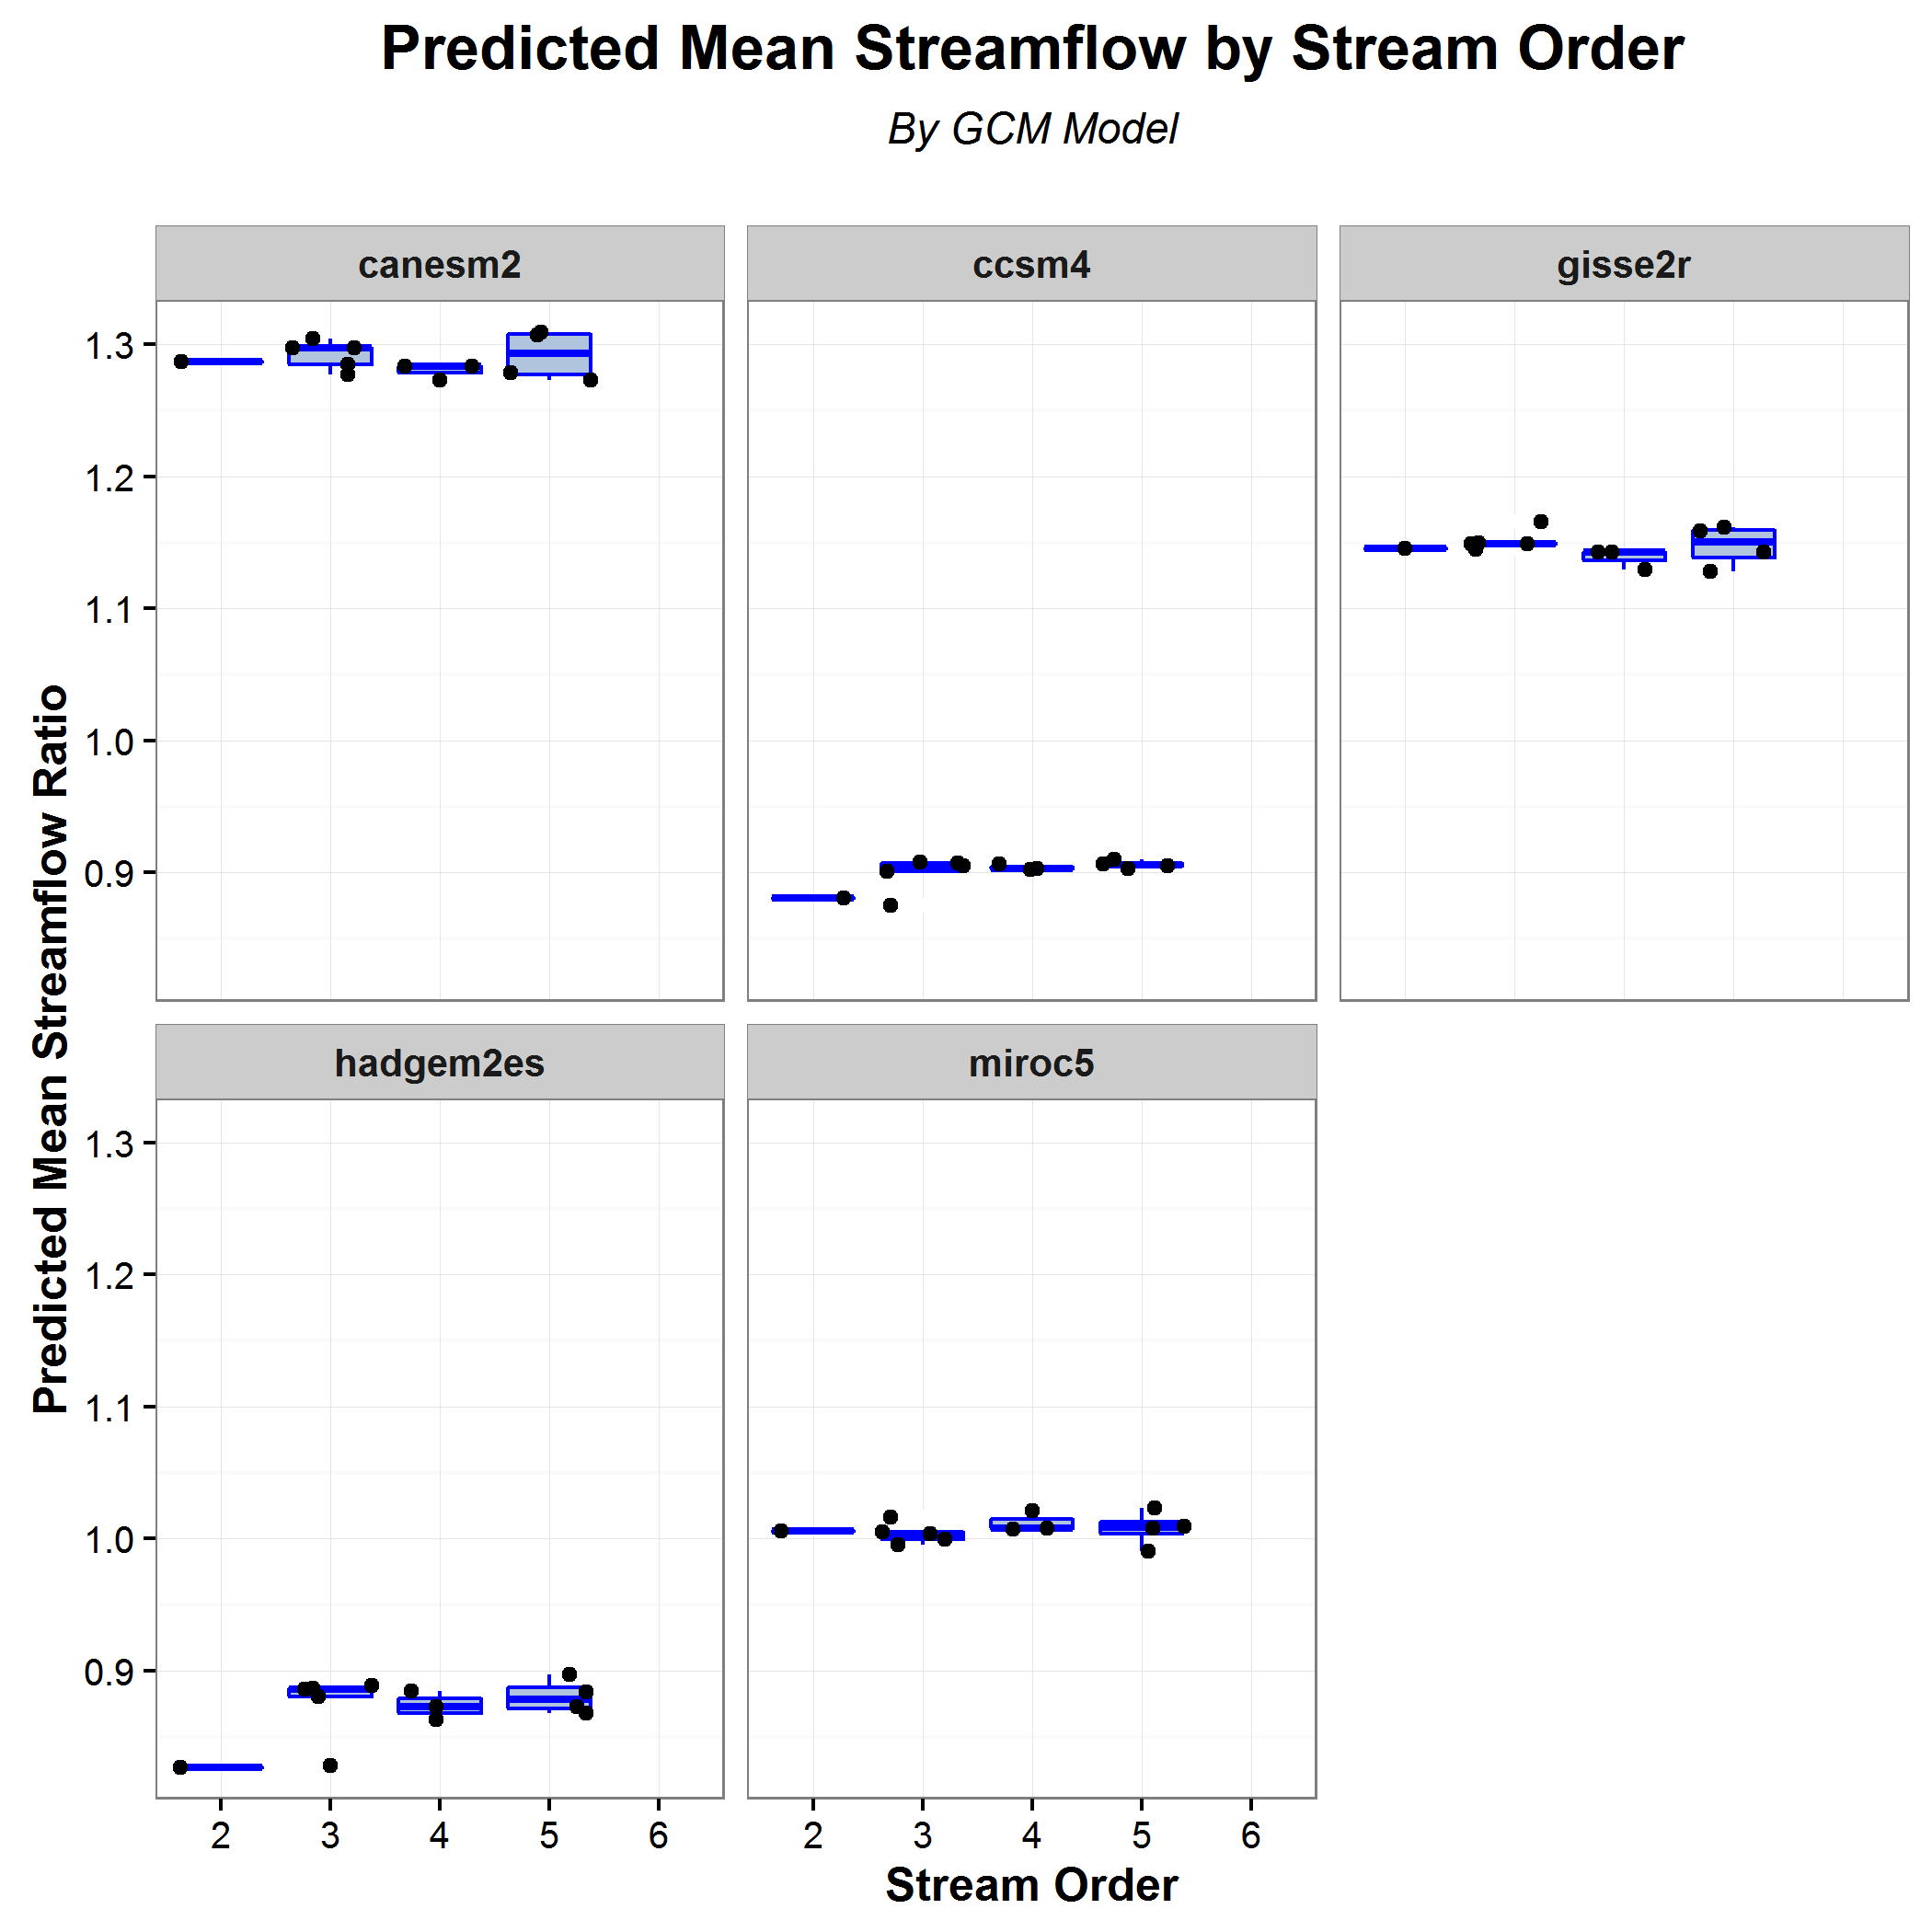 Predicted Mean Streamflow by Stream Order
By GCM Model
canesm2
ccsm4
gisse2r
1.3
1.2
1.1
1.0
0.9
Predicted Mean Streamflow Ratio
hadgem2es
miroc5
1.3
1.2
1.1
1.0
0.9
2 3 4 5 6
2 3 4 5 6
Stream Order